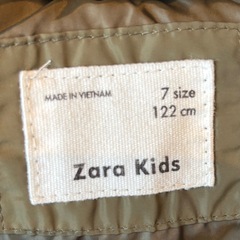 MADE IN VIETNAM
7 size
122 cm
Zara Kids